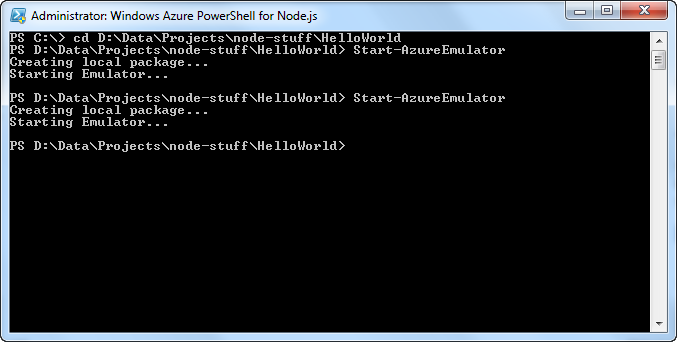 Administrator: Windows Azure PowerShell for Node.js
PS C:\> cd D:\Data\Projects\node-stuff\HelloWorld
PS D:\Data\Projects\node-stuff\HelloWorld> Start-AzureEmulator
Creating local package...
Starting Emulator...
PS D:\Data\Projects\node-stuff\HelloWorld> Start-AzureEmulator
Creating local package...
Starting Emulator...
PS D:\Data\Projects\node-stuff\HelloWorld>